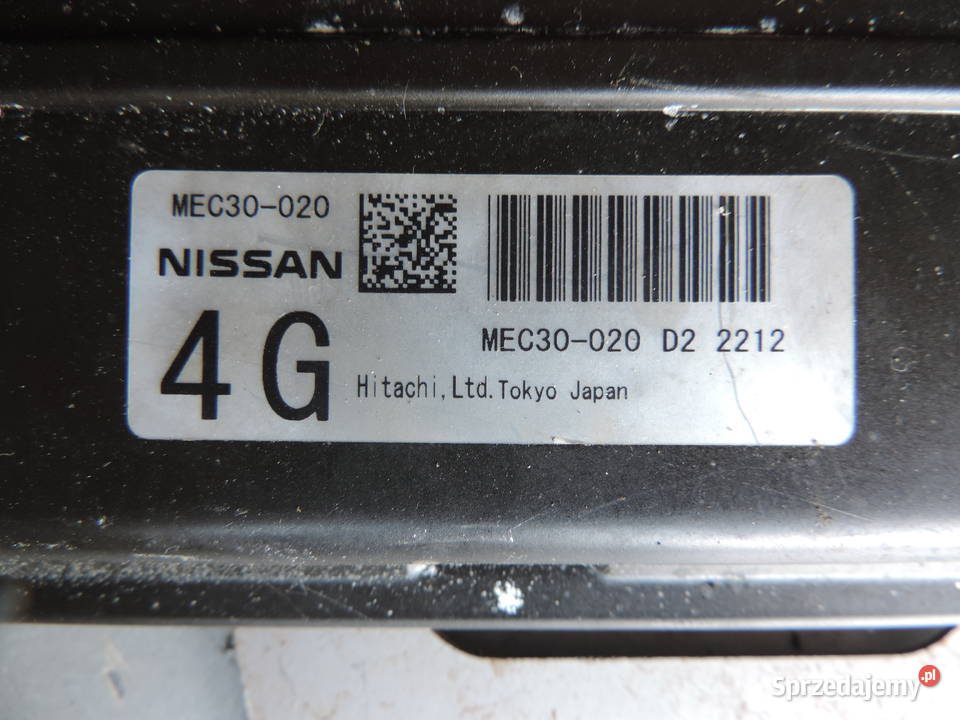 MEC30-020
NISSAN
4G
MEC30-020 D2 2212
Hitachi,Ltd.Tokyo Japan
Sprzedajemy.pl